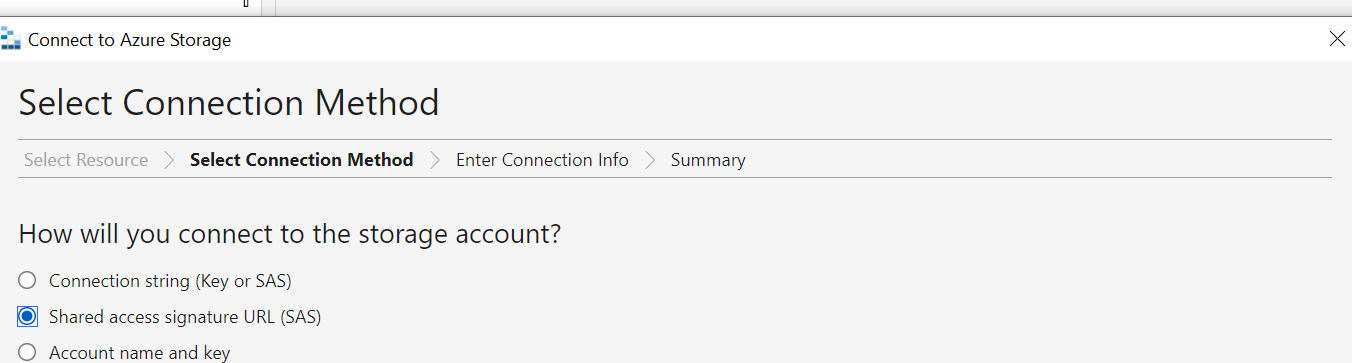 Connect to Azure Storage
Select Connection Method
Select Resource > Select Connection Method > Enter Connection Info > Summary
How will you connect to the storage account?
Connection string (Key or SAS)
Shared access signature URL (SAS)
Account name and key